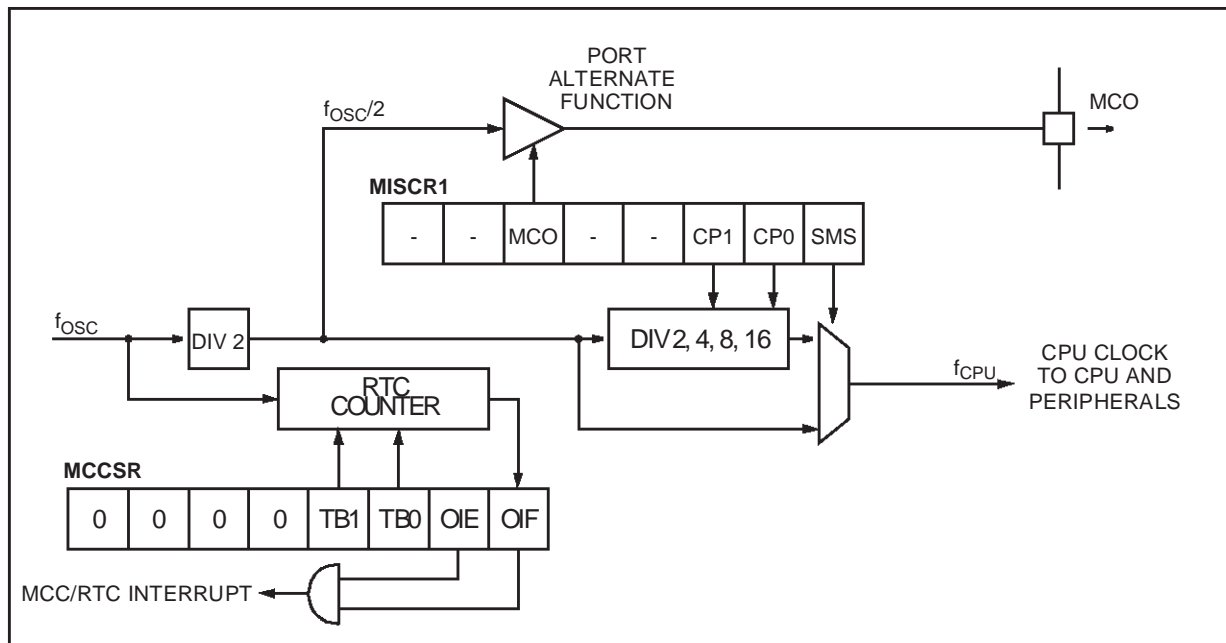 PORT
ALTERNATE
FUNCTION
fOSC/2
MCO
MISCR1
- - MCO - - CP1 CP0 SMS
fOSC
DIV 2
DIV 2, 4, 8, 16
RTC
COUNTER
fCPU
CPU CLOCK
TO CPU AND
PERIPHERALS
MCCSR
0 0 0 0 TB1 TB0 OIE OIF
MCC/RTC INTERRUPT